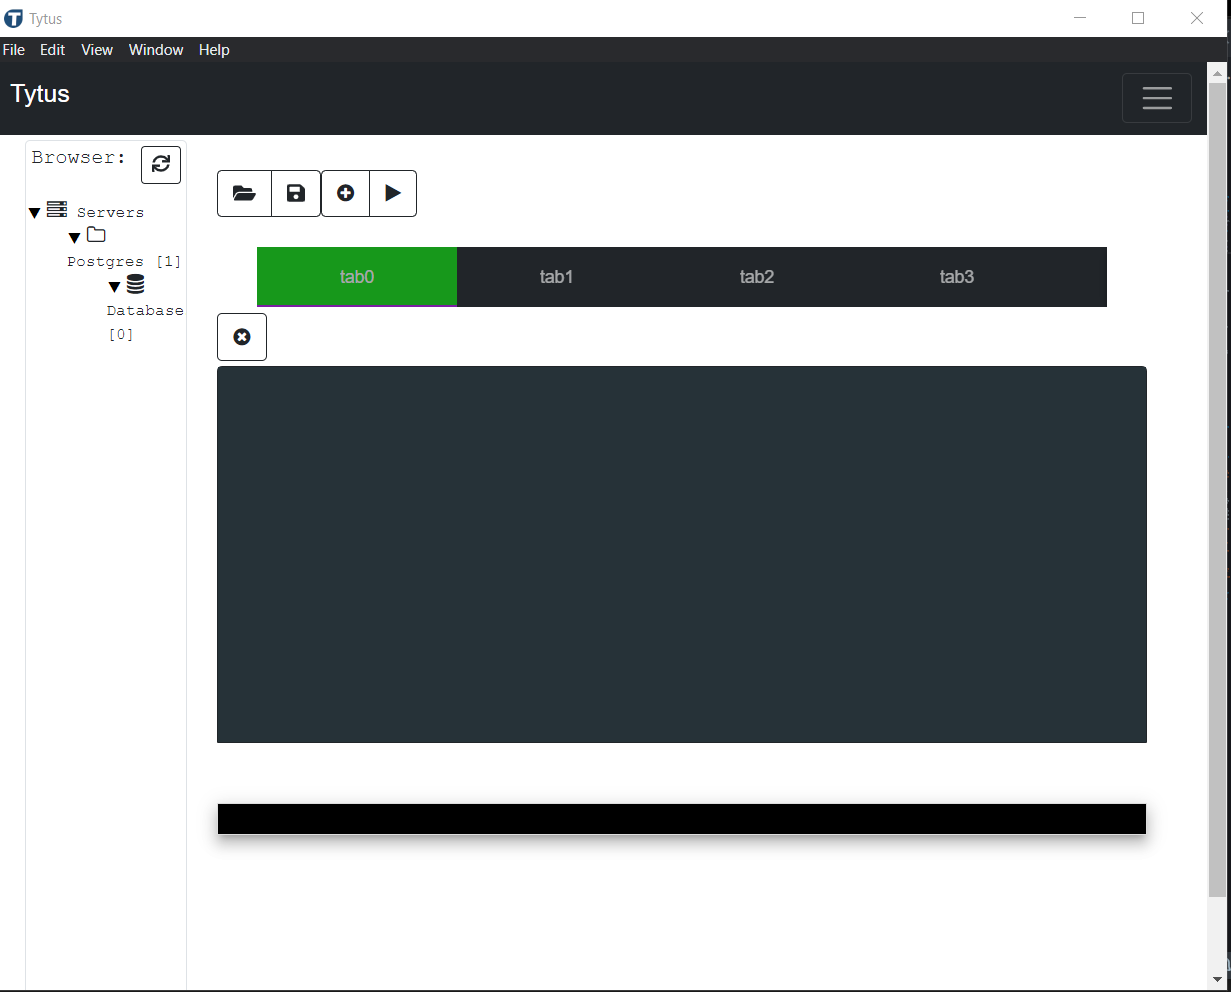 Tytus
File Edit View Window Help
Tytus
Browser:
Servers
Postgres [1]
Database
[0]
tab0 tab1 tab2 tab3